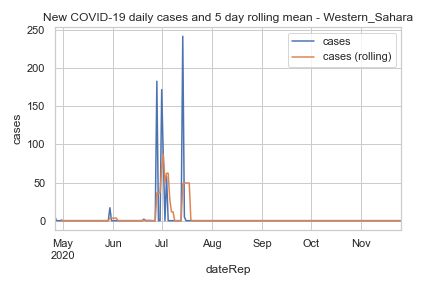 New COVID-19 daily cases and 5 day rolling mean - Western_Sahara
250
200
150
100
50
0
cases
cases
cases (rolling)
May Jun Jul Aug Sep Oct Nov
2020
dateRep